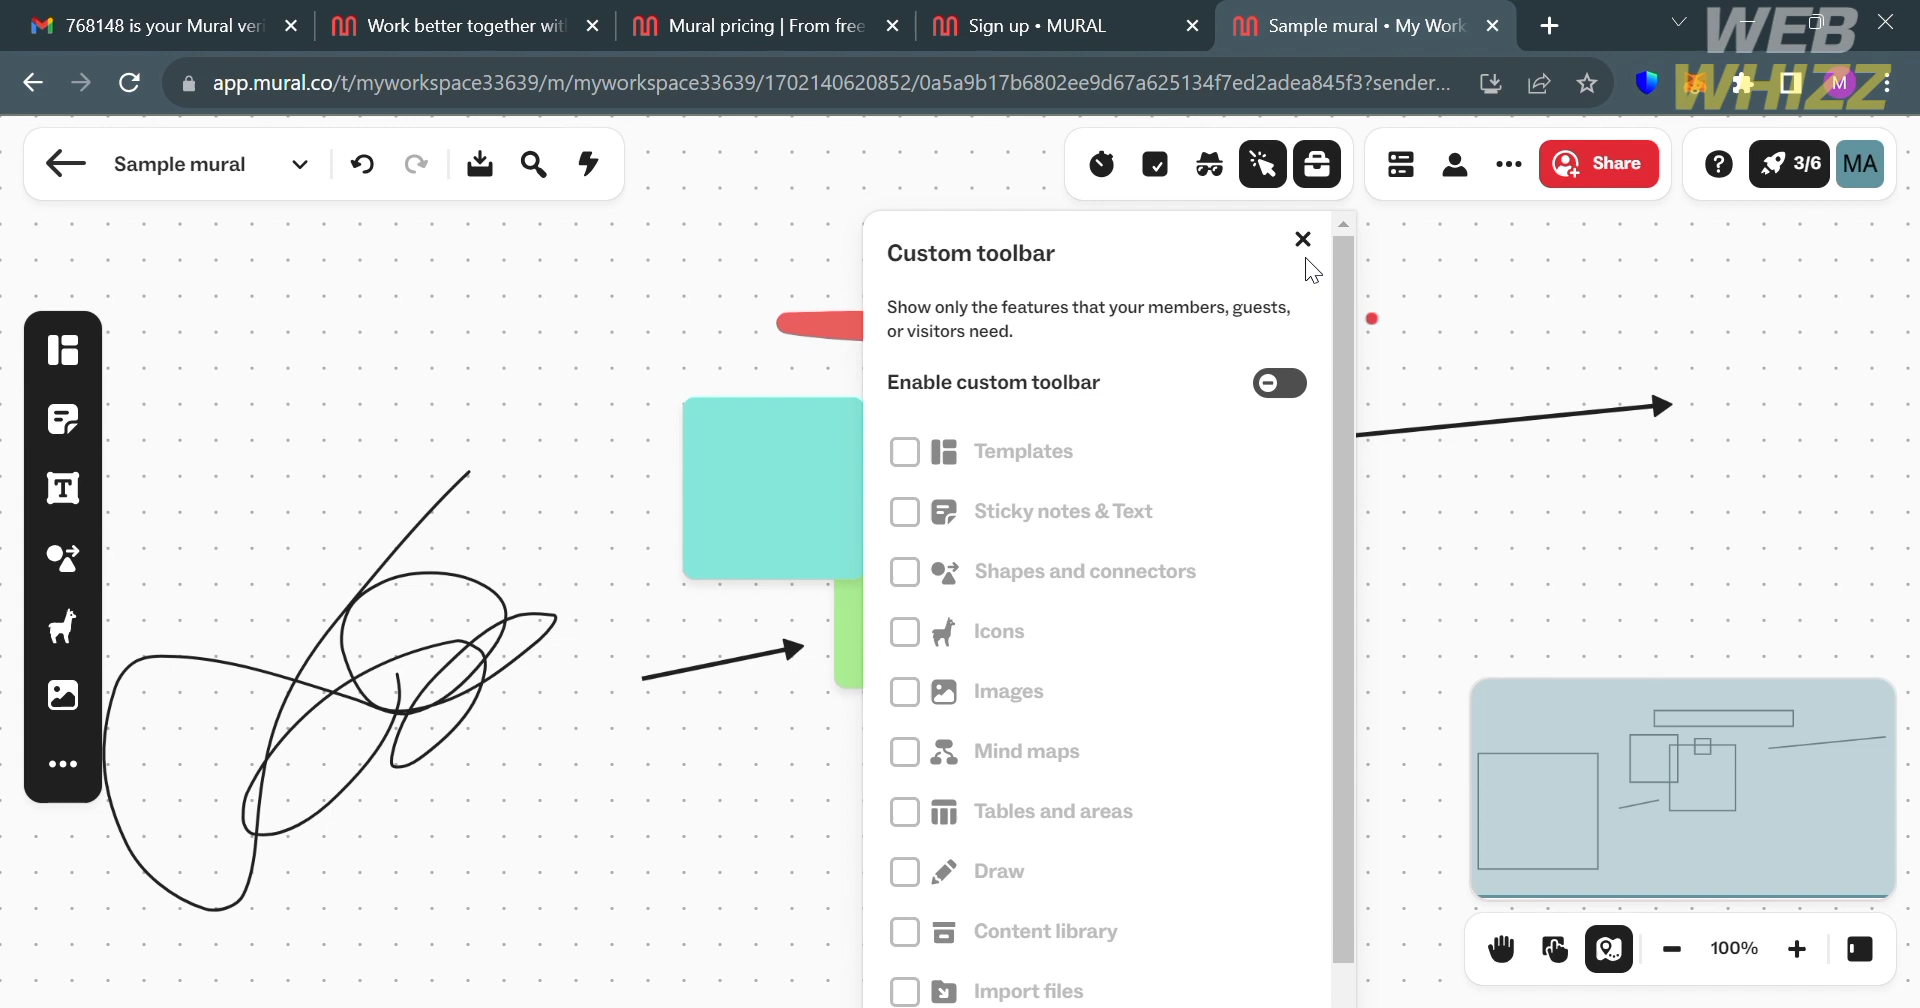 768148 is your Mural veri
Work better together wit
Mural pricing | From free
Sign up • MURAL
Sample mural • My Work
WEB
WHIZZ
app.mural.co/t/myworkspace33639/m/myworkspace33639/1702140620852/0a5a9b17b6802ee9d67a625134f7ed2adea845f3?sender...
M
Sample mural
Share
3/6
MA
Custom toolbar
Show only the features that your members, guests,
or visitors need.
Enable custom toolbar
Templates
T
Sticky notes & Text
Shapes and connectors
Icons
Images
Mind maps
Tables and areas
Draw
Content library
Import files
100%